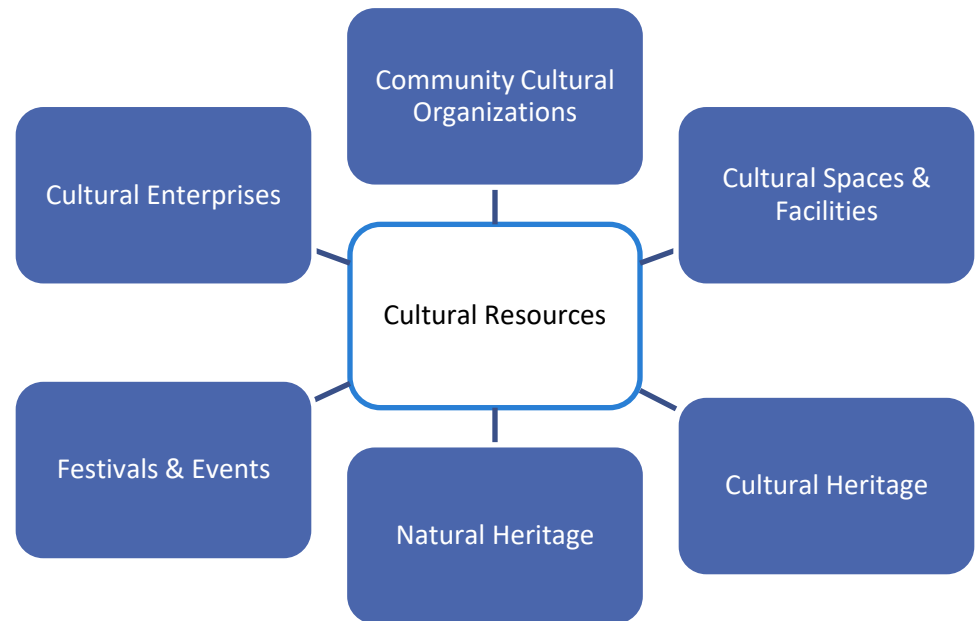 Community Cultural
Organizations
Cultural Enterprises
Cultural Spaces &
Facilities
Cultural Resources
Festivals & Events
Natural Heritage
Cultural Heritage